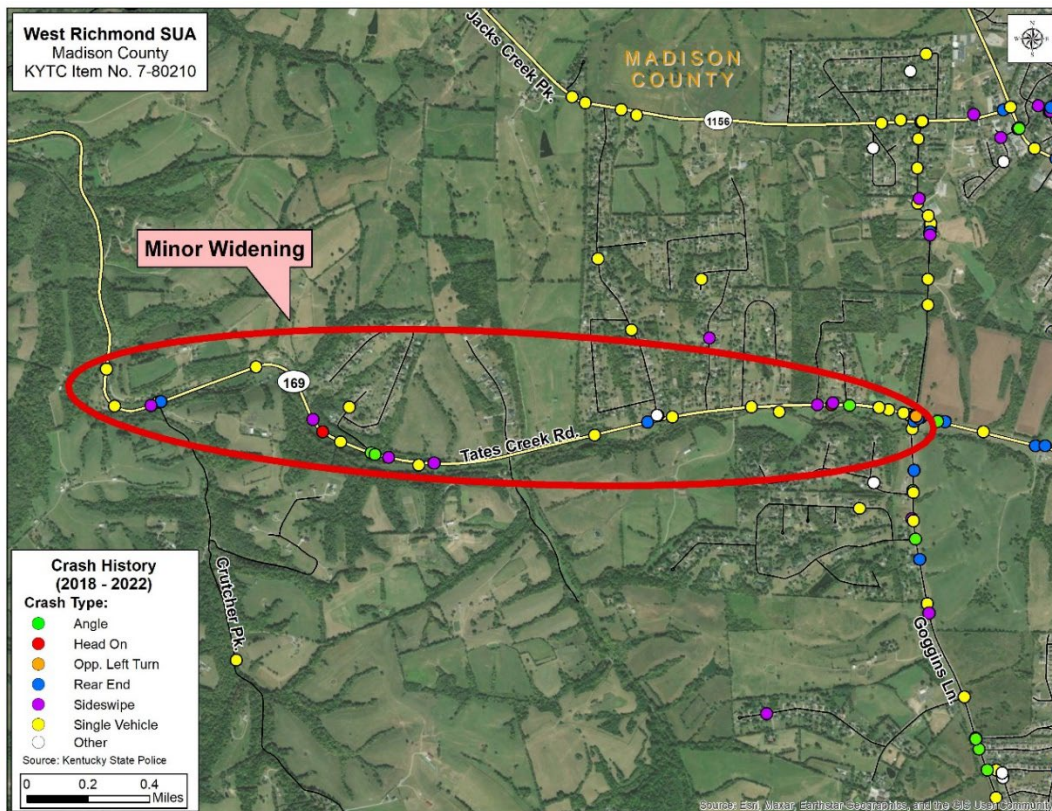 West Richmond SUA
Madison County
KYTC Item No. 7-80210
Jacks Creek Pk.
MADISON
COUNTY
1156
Minor Widening
169
Tates Creek Rd.
Crutcher Pk.
Goggins Ln.
Crash History
(2018 - 2022)
Crash Type:
Angle
Head On
Opp. Left Turn
Rear End
Sideswipe
Single Vehicle
Other
Source: Kentucky State Police
0 0.2 0.4
Miles
Source: Esri, Maxar, Earthstar Geographics, and the GIS User Community